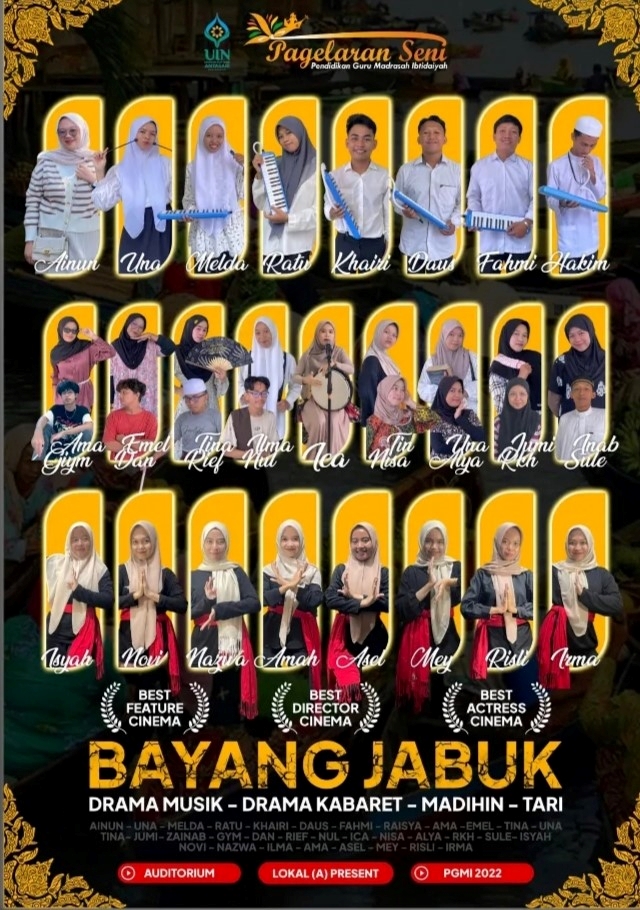 UIN
ANTASARI
Pagelaran Seni
Pendidikan Guru Madrasah Ibtidaiyah
Ainun Una Melda Ratu Khairi Daus Fahmi Hakim
Ama Emel Tina Ilma Ica Tin Una Jumi Inab
Gym Dan Rief Nul Nisa Alya Rkh Sule
Isyah Novi Nazwa Amah Asel Mey Risli Irma
BEST FEATURE CINEMA
BEST DIRECTOR CINEMA
BEST ACTRESS CINEMA
BAYANG JABUK
DRAMA MUSIK - DRAMA KABARET - MADIHIN - TARI
AINUN - UNA - MELDA - RATU - KHAIRI - DAUS - FAHMI - RAISYA - AMA -EMEL - TINA - UNA
TINA- JUMI- ZAINAB - GYM - DAN - RIEF - NUL - ICA - NISA - ALYA - RKH - SULE- ISYAH
NOVI - NAZWA - ILMA - AMA - ASEL - MEY - RISLI - IRMA
AUDITORIUM
LOKAL (A) PRESENT
PGMI 2022